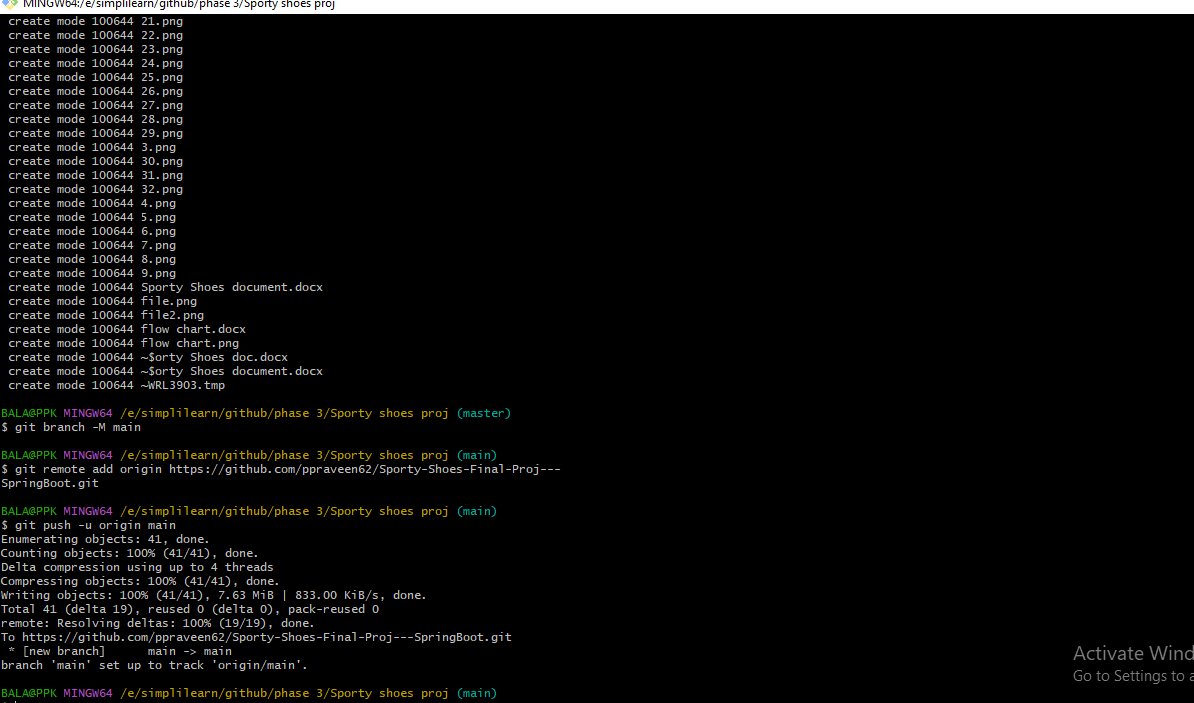 MINGW64:/e/simplilearn/github/phase 3/Sporty shoes proj
create mode 100644 21.png
create mode 100644 22.png
create mode 100644 23.png
create mode 100644 24.png
create mode 100644 25.png
create mode 100644 26.png
create mode 100644 27.png
create mode 100644 28.png
create mode 100644 29.png
create mode 100644 3.png
create mode 100644 30.png
create mode 100644 31.png
create mode 100644 32.png
create mode 100644 4.png
create mode 100644 5.png
create mode 100644 6.png
create mode 100644 7.png
create mode 100644 8.png
create mode 100644 9.png
create mode 100644 Sporty Shoes document.docx
create mode 100644 file.png
create mode 100644 file2.png
create mode 100644 flow chart.docx
create mode 100644 flow chart.png
create mode 100644 ~$orty Shoes doc.docx
create mode 100644 ~$orty Shoes document.docx
create mode 100644 ~WRL3903.tmp
BALA@PPK MINGW64 /e/simplilearn/github/phase 3/Sporty shoes proj (master)
$ git branch -M main
BALA@PPK MINGW64 /e/simplilearn/github/phase 3/Sporty shoes proj (main)
$ git remote add origin https://github.com/ppraveen62/Sporty-Shoes-Final-Proj---
SpringBoot.git
BALA@PPK MINGW64 /e/simplilearn/github/phase 3/Sporty shoes proj (main)
$ git push -u origin main
Enumerating objects: 41, done.
Counting objects: 100% (41/41), done.
Delta compression using up to 4 threads
Compressing objects: 100% (41/41), done.
Writing objects: 100% (41/41), 7.63 MiB | 833.00 KiB/s, done.
Total 41 (delta 19), reused 0 (delta 0), pack-reused 0
remote: Resolving deltas: 100% (19/19), done.
To https://github.com/ppraveen62/Sporty-Shoes-Final-Proj---SpringBoot.git
* [new branch] main -> main
branch 'main' set up to track 'origin/main'.
BALA@PPK MINGW64 /e/simplilearn/github/phase 3/Sporty shoes proj (main)
Activate Wind
Go to Settings to a